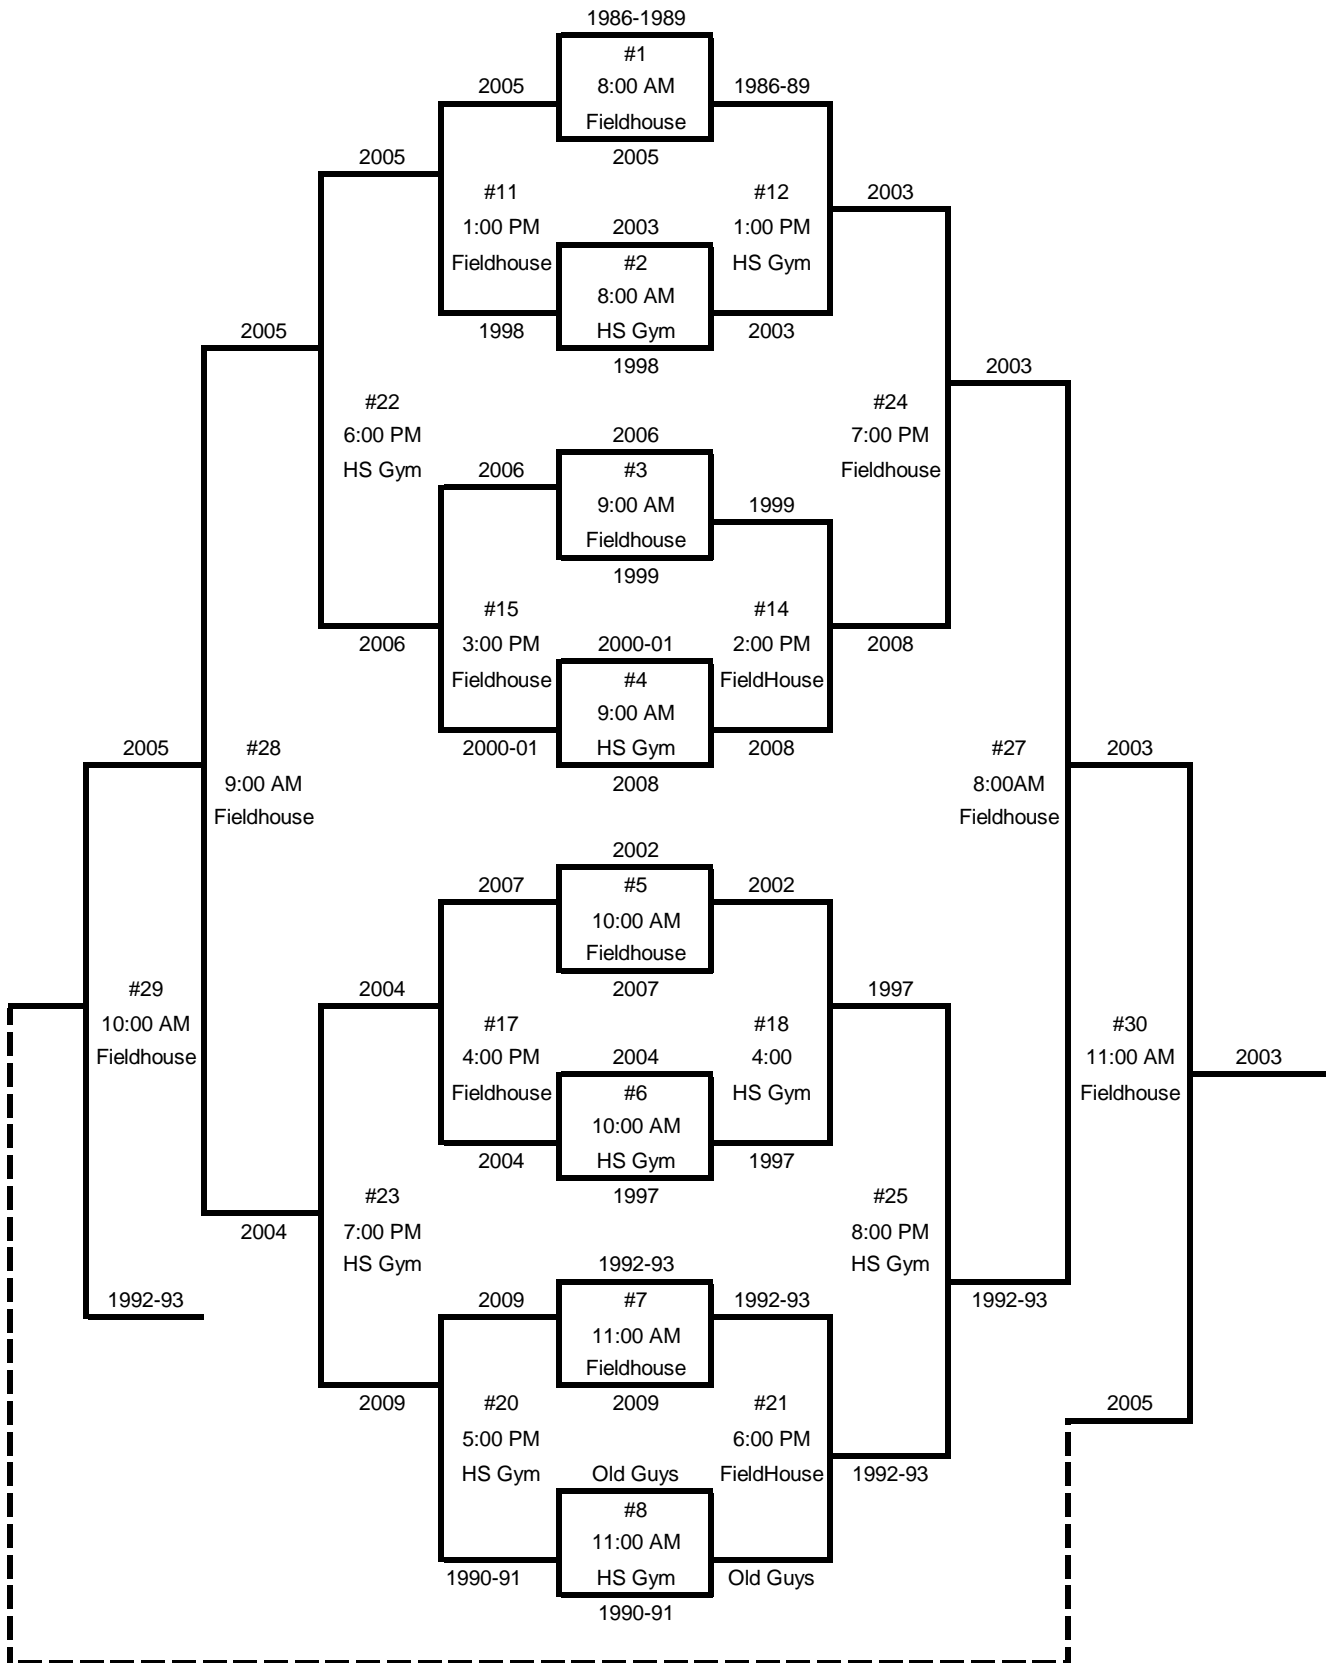 1986-1989
#1
2005 8:00 AM 1986-89
Fieldhouse
2005 2005
#11 #12 2003
1:00 PM 2003 1:00 PM
Fieldhouse #2 HS Gym
8:00 AM
2005 1998 HS Gym 2003
1998 2003
#22 #24
6:00 PM 2006 7:00 PM
HS Gym 2006 #3 Fieldhouse
9:00 AM 1999
Fieldhouse
1999
#15 #14
2006 3:00 PM 2000-01 2:00 PM 2008
Fieldhouse #4 FieldHouse
9:00 AM
2005 #28 2000-01 HS Gym 2008 #27 2003
9:00 AM 2008 8:00AM
Fieldhouse Fieldhouse
2002
2007 #5 2002
10:00 AM
Fieldhouse
#29 2004 2007 1997
10:00 AM #17 #18 #30
Fieldhouse 4:00 PM 2004 4:00 11:00 AM 2003
Fieldhouse #6 HS Gym Fieldhouse
10:00 AM
2004 HS Gym 1997
#23 1997 #25
2004 7:00 PM 8:00 PM
HS Gym 1992-93 HS Gym
1992-93 2009 #7 1992-93 1992-93
11:00 AM
Fieldhouse
2009 #20 2009 #21 2005
5:00 PM 6:00 PM
HS Gym Old Guys FieldHouse 1992-93
#8
11:00 AM
1990-91 HS Gym Old Guys
1990-91